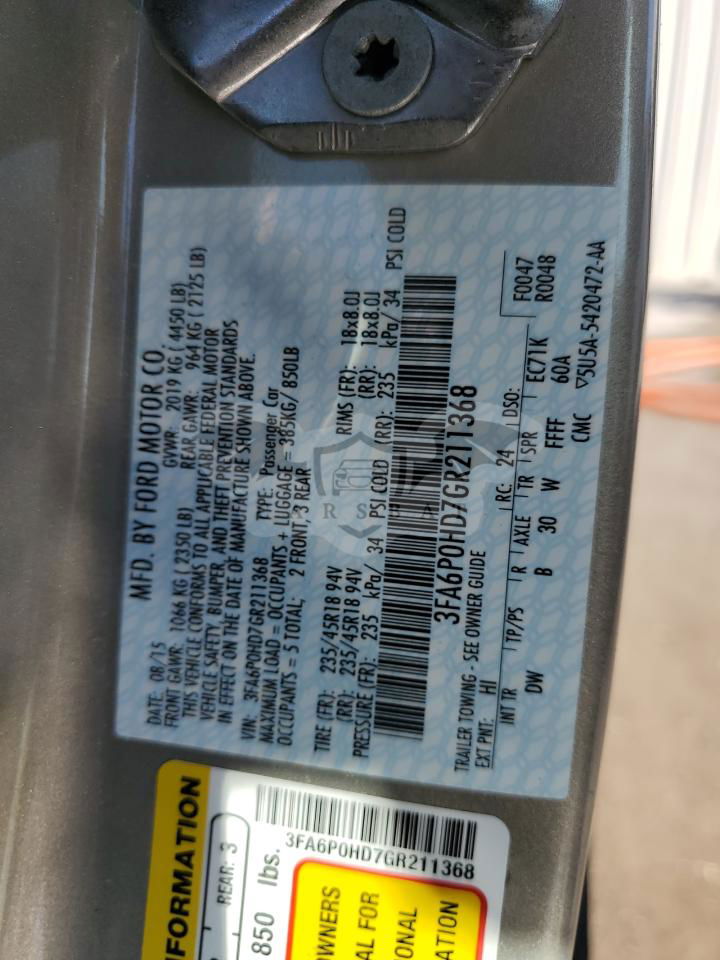 MFD. BY FORD MOTOR CO.
DATE: 08/15 GVWR: 2019 KG ( 4450 LB)
FRONT GAWR: 1066 KG ( 2350 LB) REAR GAWR: 964 KG ( 2125 LB)
THIS VEHICLE CONFORMS TO ALL APPLICABLE FEDERAL MOTOR
VEHICLE SAFETY, BUMPER, AND THEFT PREVENTION STANDARDS
IN EFFECT ON THE DATE OF MANUFACTURE SHOWN ABOVE.
VIN: 3FA6P0HD7GR211368 TYPE: Passenger Car
MAXIMUM LOAD = OCCUPANTS + LUGGAGE = 385KG/ 850LB
OCCUPANTS = 5 TOTAL; 2 FRONT, 3 REAR
TIRE (FR): 235/45R18 94V RIMS (FR): 18x8.0J
(RR): 235/45R18 94V (RR): 18x8.0J
PRESSURE (FR): 235 kPa/ 34 PSI COLD (RR): 235 kPa/ 34 PSI COLD
3FA6P0HD7GR211368
TRAILER TOWING - SEE OWNER GUIDE
EXT PNT: HI RC: 24 DSO: F0047
INT TR TP/PS R AXLE TR SPR EC71K R0048
DW B 30 W FFFF 60A
CMC ▽5U5A-5420472-AA
FORMATION
REAR: 3
850 lbs.
3FA6P0HD7GR211368
WNERS
AL FOR
ONAL
ATION